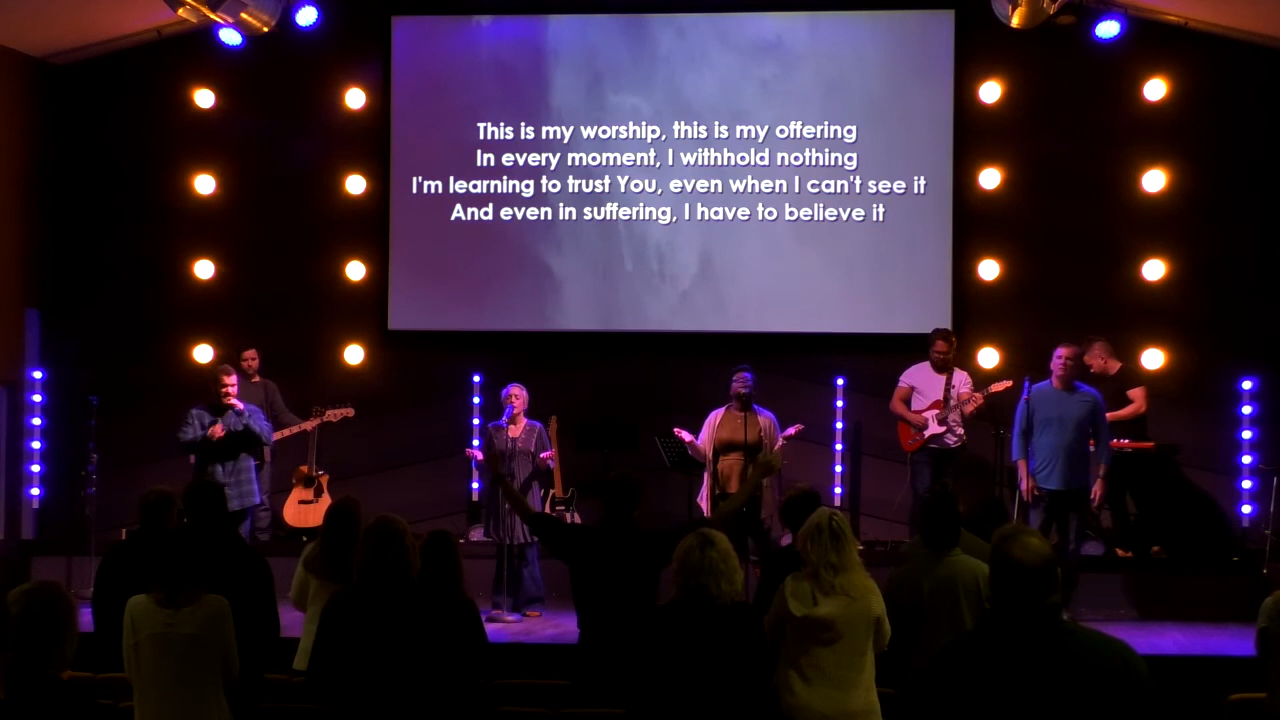 This is my worship, this is my offering
In every moment, I withhold nothing
I'm learning to trust You, even when I can't see it
And even in suffering, I have to believe it